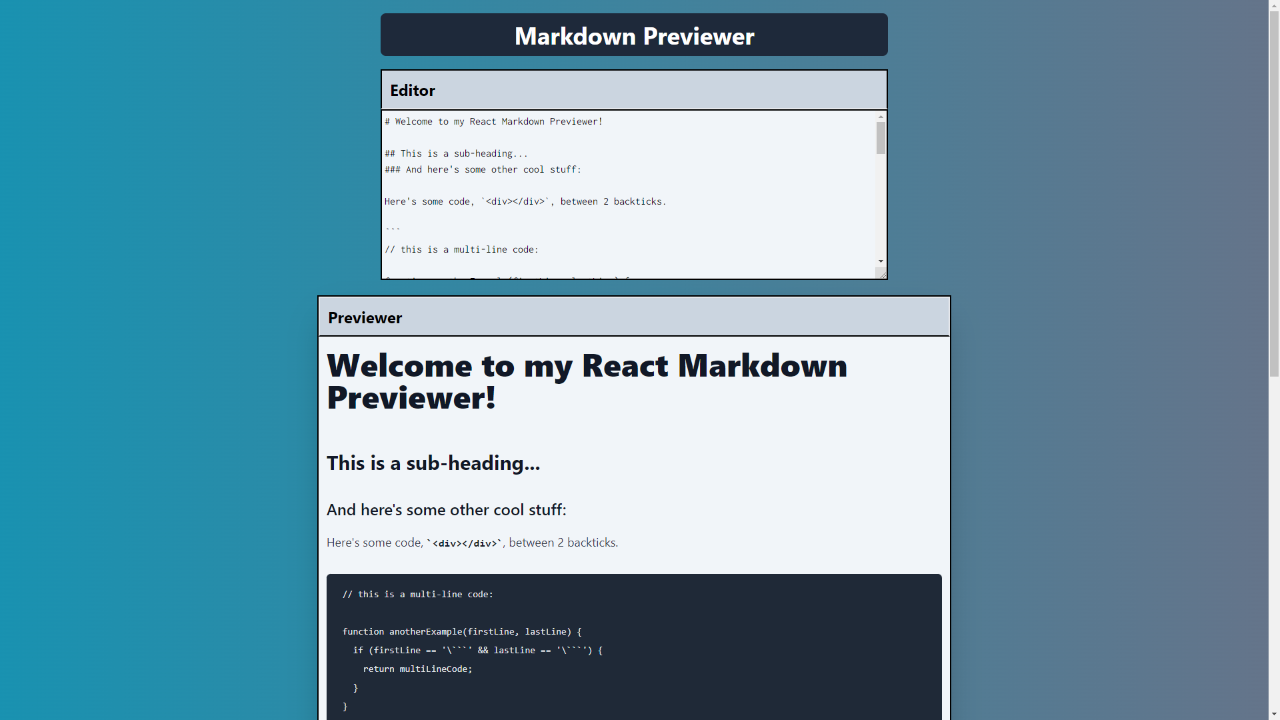 Markdown Previewer
Editor
# Welcome to my React Markdown Previewer!
## This is a sub-heading...
### And here's some other cool stuff:
Here's some code, `<div></div>`, between 2 backticks.
```
// this is a multi-line code:
Previewer
Welcome to my React Markdown
Previewer!
This is a sub-heading...
And here's some other cool stuff:
Here's some code, `<div></div>`, between 2 backticks.
// this is a multi-line code:
function anotherExample(firstLine, lastLine) {
  if (firstLine == '\```' && lastLine == '\```') {
    return multiLineCode;
  }
}